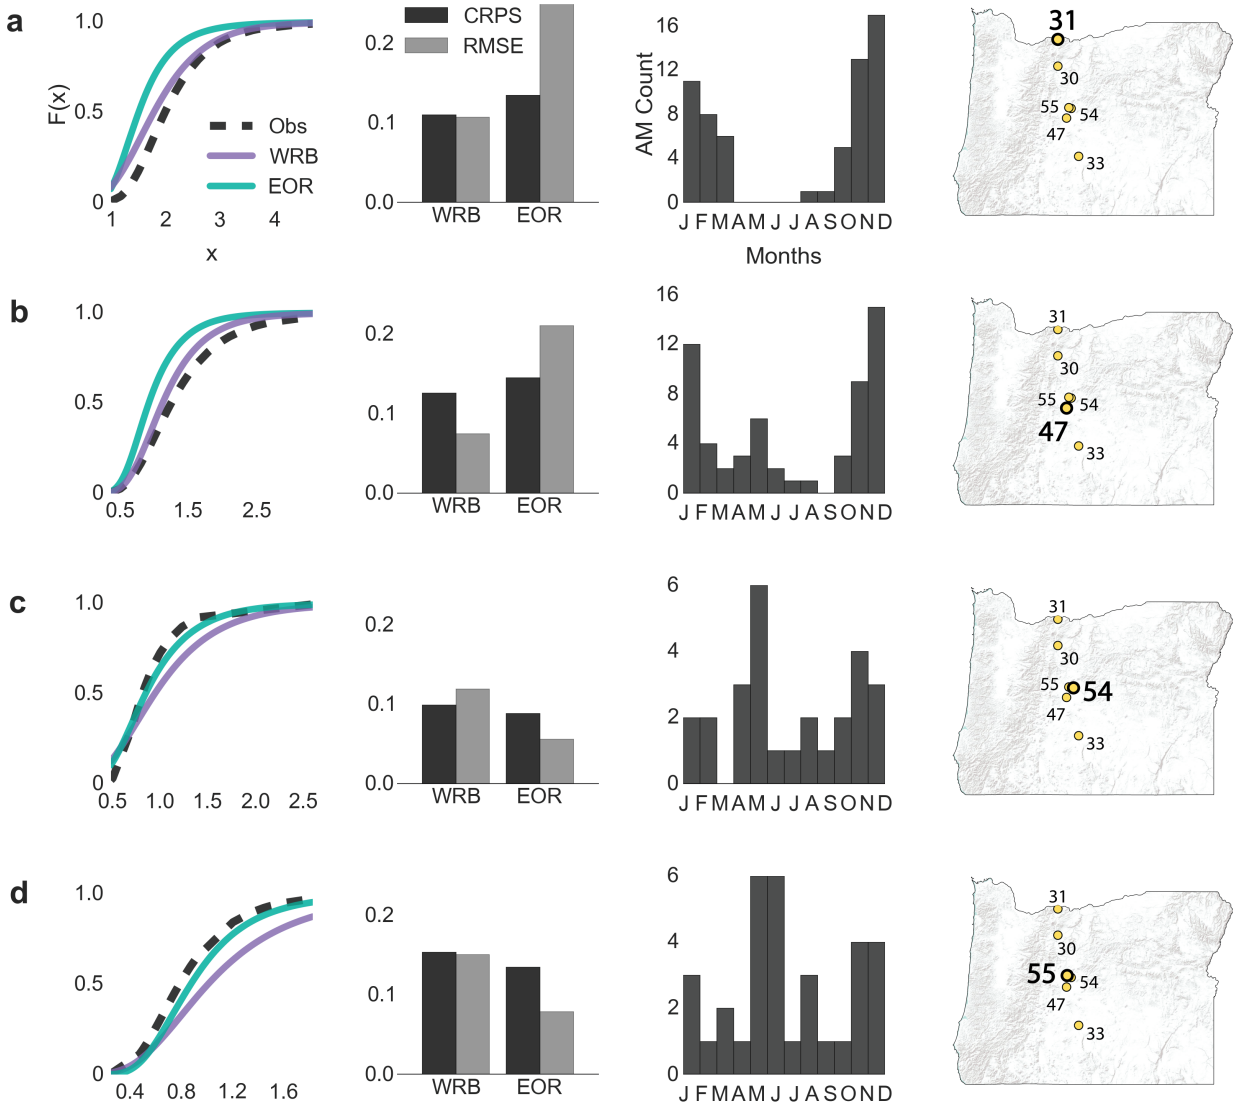 a
1.0
0.5
0
F(x)
Obs
WRB
EOR
1 2 3 4
x
0.2
0.1
0.0
CRPS
RMSE
WRB EOR
AM Count
16
12
8
4
0
J F M A M J J A S O N D
Months
31
30
55
54
47
33
b
1.0
0.5
0
0.5 1.5 2.5
0.2
0.1
0.0
WRB EOR
16
12
8
4
0
J F M A M J J A S O N D
31
30
55
54
47
33
c
1.0
0.5
0
0.5 1.0 1.5 2.0 2.5
0.2
0.1
0.0
WRB EOR
6
4
2
0
J F M A M J J A S O N D
31
30
55
54
47
33
d
1.0
0.5
0
0.4 0.8 1.2 1.6
0.2
0.1
0.0
WRB EOR
6
4
2
0
J F M A M J J A S O N D
31
30
55
54
47
33